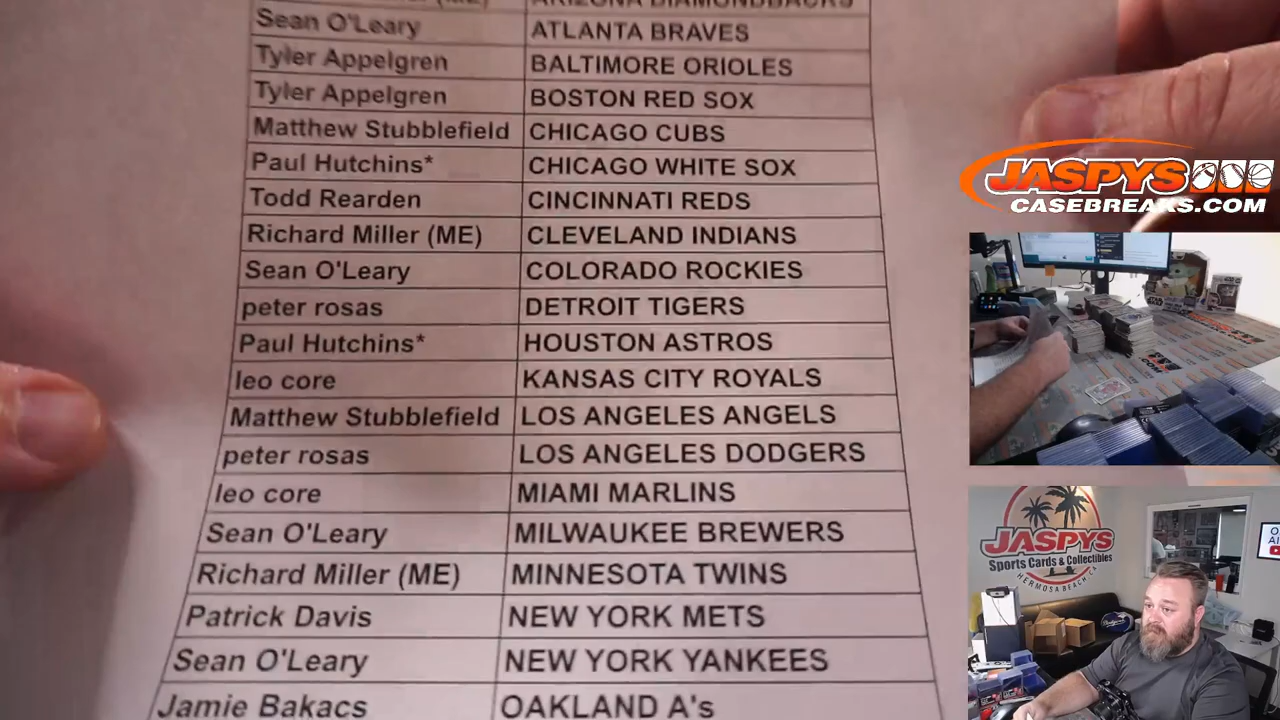 ARIZONA DIAMONDBACKS
Sean O'Leary ATLANTA BRAVES
Tyler Appelgren BALTIMORE ORIOLES
Tyler Appelgren BOSTON RED SOX
Matthew Stubblefield CHICAGO CUBS
Paul Hutchins* CHICAGO WHITE SOX
Todd Rearden CINCINNATI REDS
Richard Miller (ME) CLEVELAND INDIANS
Sean O'Leary COLORADO ROCKIES
peter rosas DETROIT TIGERS
Paul Hutchins* HOUSTON ASTROS
leo core KANSAS CITY ROYALS
Matthew Stubblefield LOS ANGELES ANGELS
peter rosas LOS ANGELES DODGERS
leo core MIAMI MARLINS
Sean O'Leary MILWAUKEE BREWERS
Richard Miller (ME) MINNESOTA TWINS
Patrick Davis NEW YORK METS
Sean O'Leary NEW YORK YANKEES
Jamie Bakacs OAKLAND A's
JASPYS
CASEBREAKS.COM
JASPYS
Sports Cards & Collectibles
HERMOSA BEACH CA